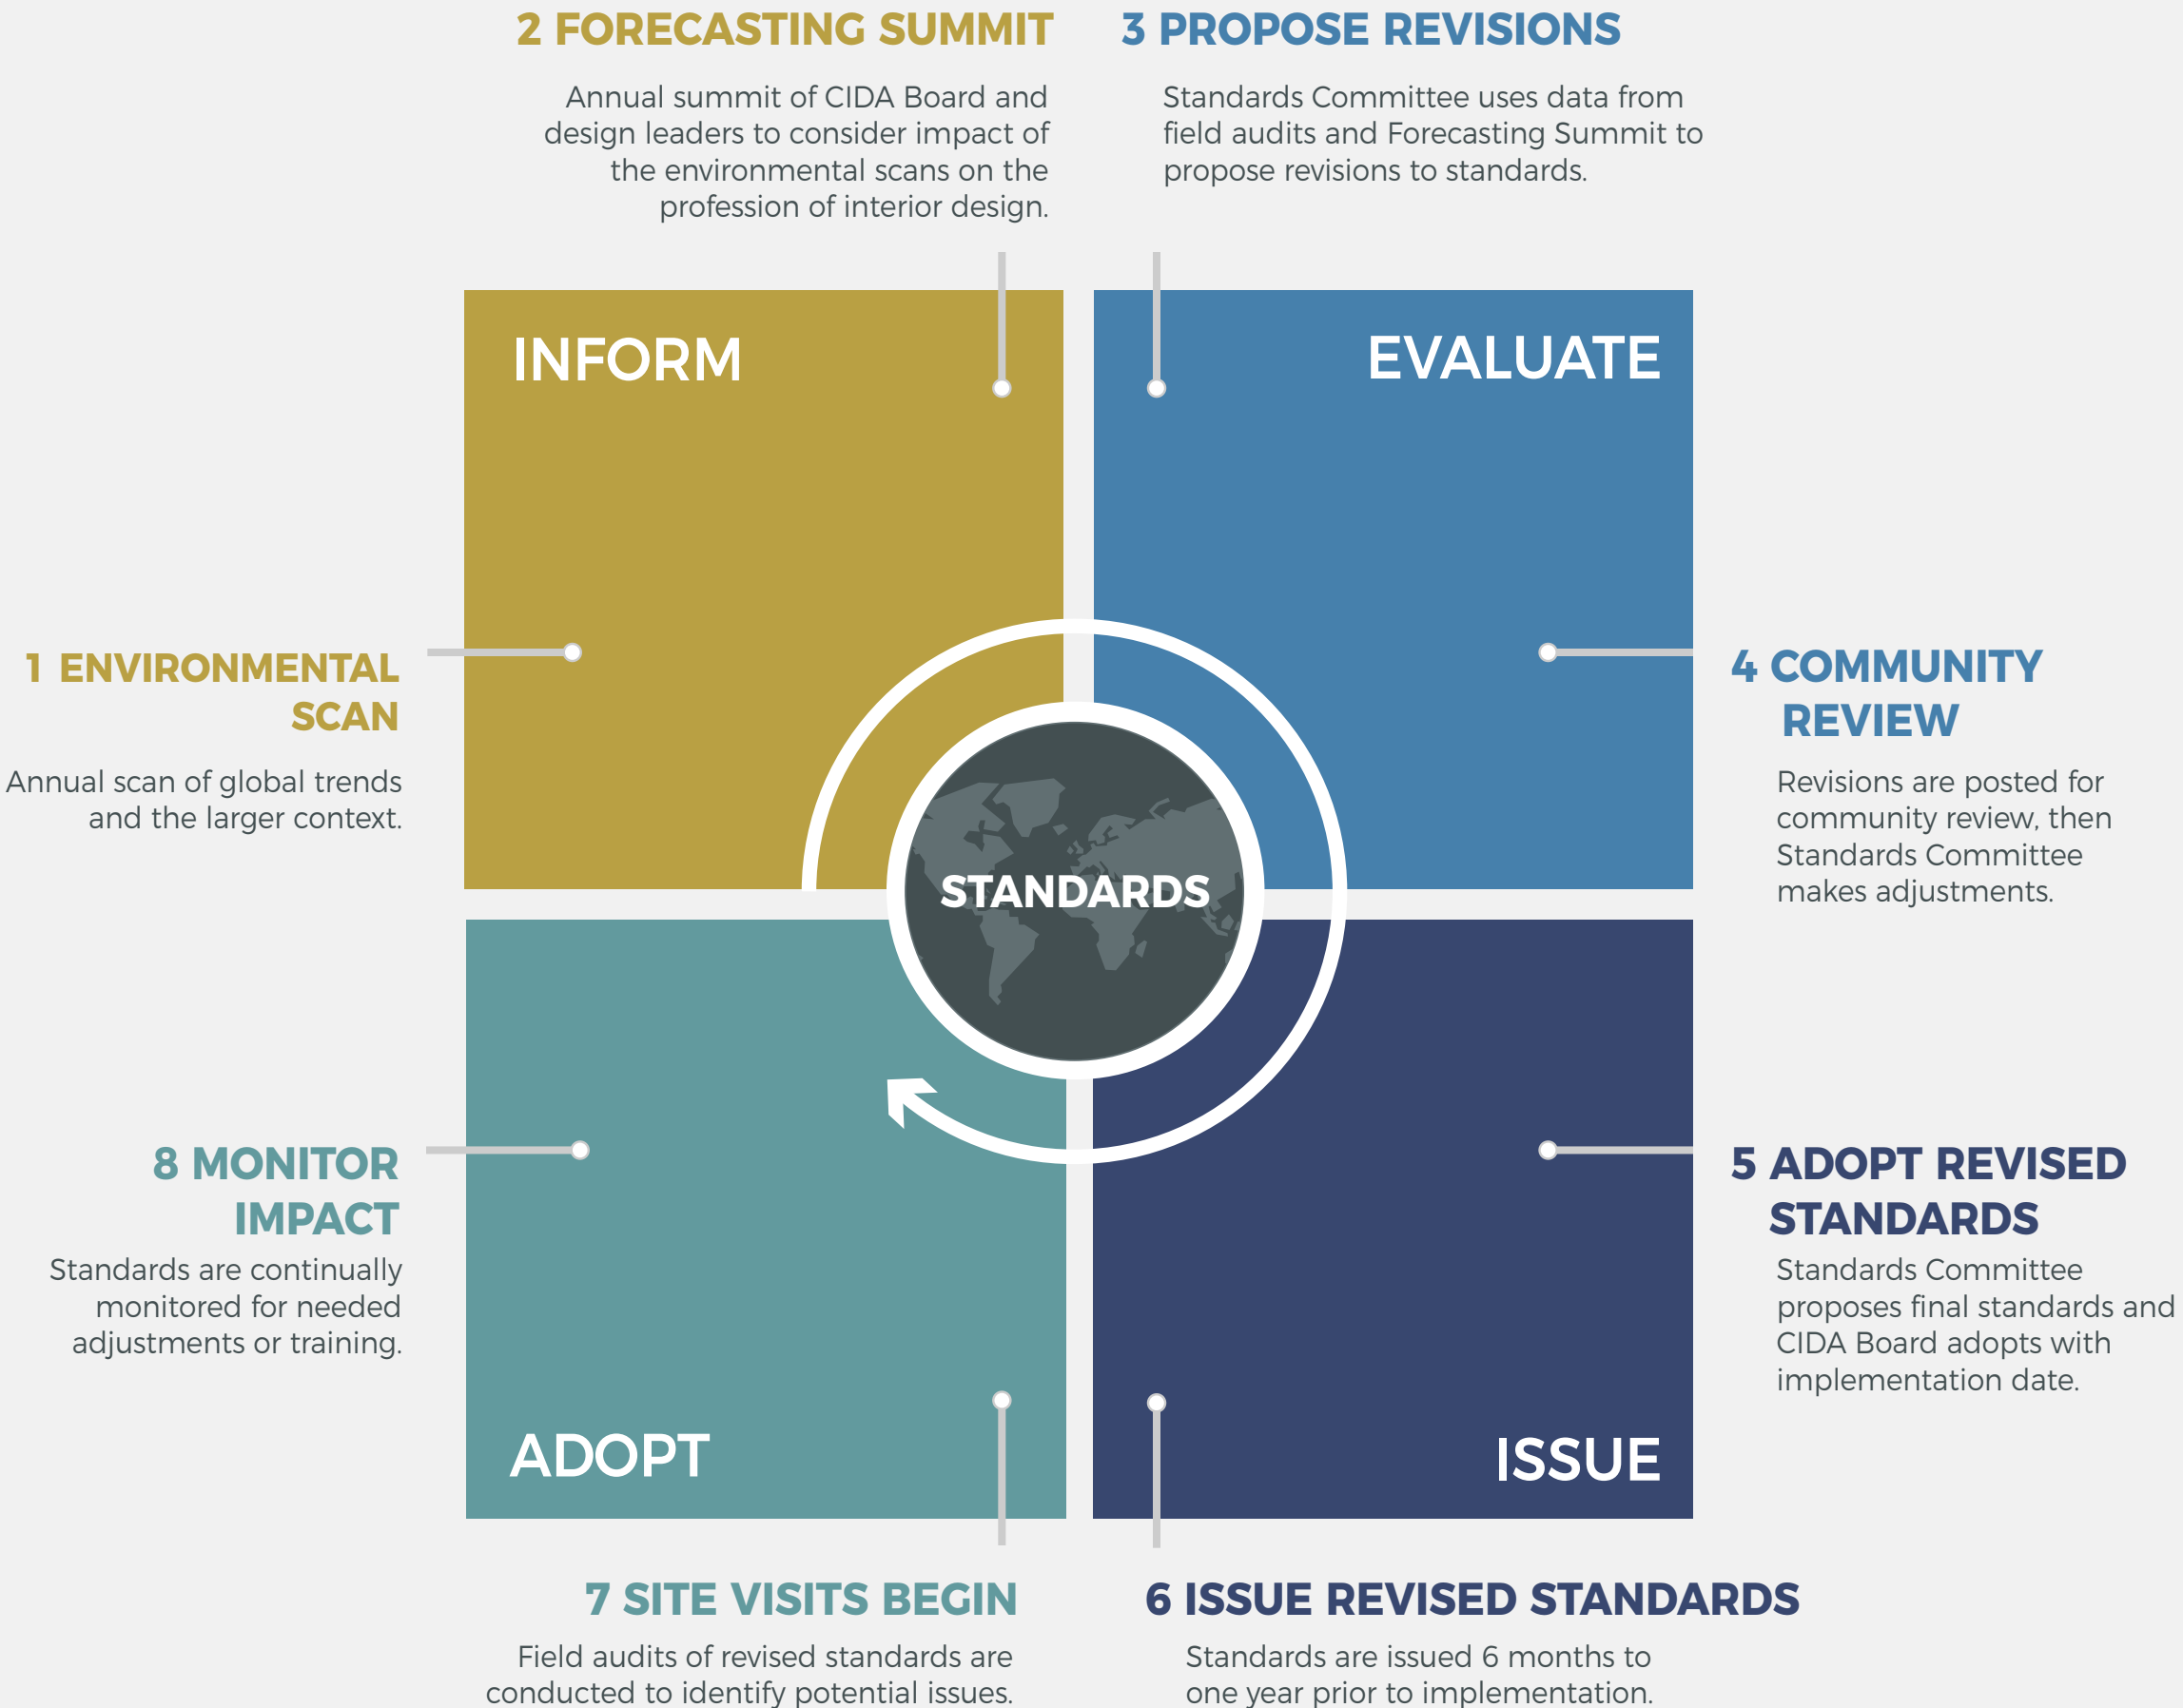 2 FORECASTING SUMMIT
Annual summit of CIDA Board and
design leaders to consider impact of
the environmental scans on the
profession of interior design.
3 PROPOSE REVISIONS
Standards Committee uses data from
field audits and Forecasting Summit to
propose revisions to standards.
INFORM
EVALUATE
1 ENVIRONMENTAL
SCAN
Annual scan of global trends
and the larger context.
4 COMMUNITY
REVIEW
Revisions are posted for
community review, then
Standards Committee
makes adjustments.
STANDARDS
8 MONITOR
IMPACT
Standards are continually
monitored for needed
adjustments or training.
5 ADOPT REVISED
STANDARDS
Standards Committee
proposes final standards and
CIDA Board adopts with
implementation date.
ADOPT
ISSUE
7 SITE VISITS BEGIN
Field audits of revised standards are
conducted to identify potential issues.
6 ISSUE REVISED STANDARDS
Standards are issued 6 months to
one year prior to implementation.